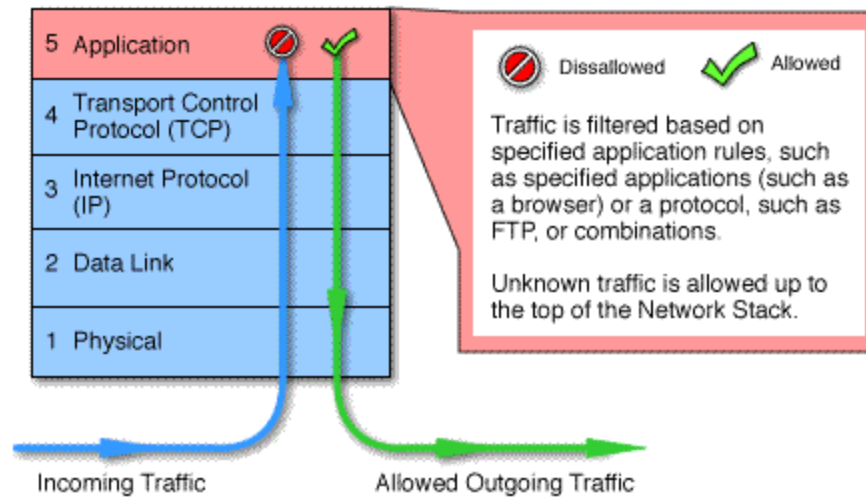 5 Application
4 Transport Control
Protocol (TCP)
3 Internet Protocol
(IP)
2 Data Link
1 Physical
Incoming Traffic
Allowed Outgoing Traffic
Dissallowed
Allowed
Traffic is filtered based on
specified application rules, such
as specified applications (such as
a browser) or a protocol, such as
FTP, or combinations.
Unknown traffic is allowed up to
the top of the Network Stack.